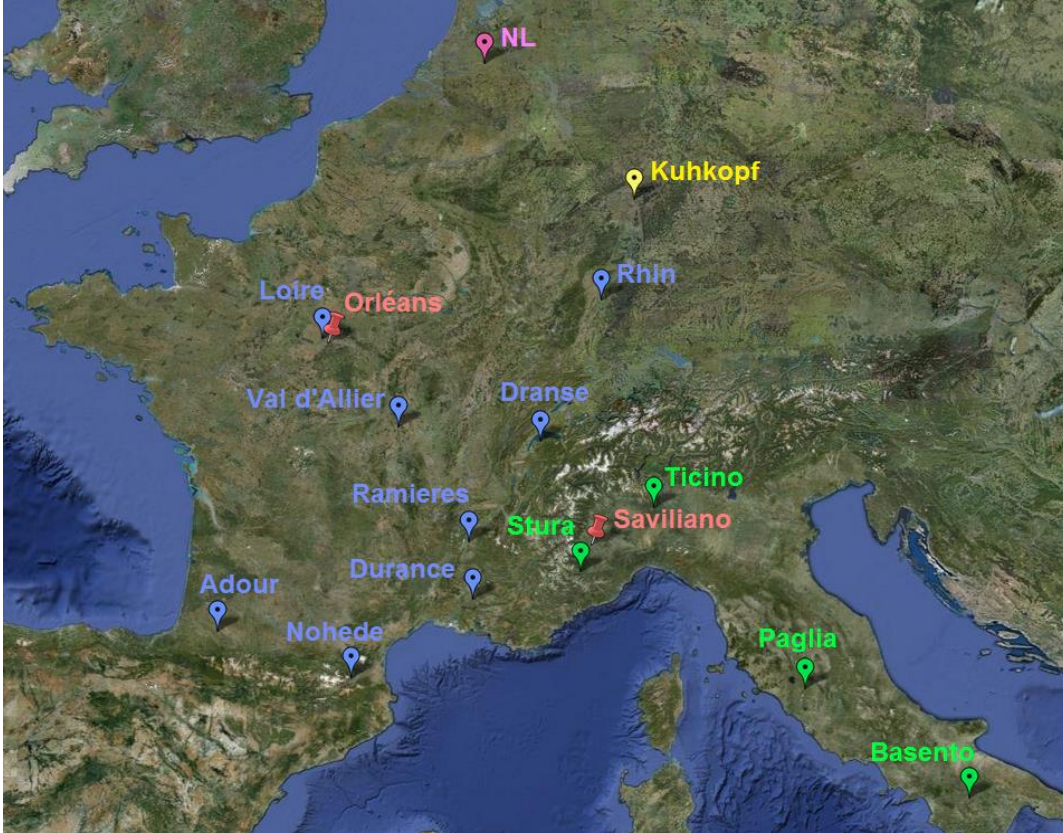 NL
Kuhkopf
Rhin
Loire
Orléans
Val d'Allier
Dranse
Ticino
Ramieres
Stura
Saviliano
Durance
Adour
Nohede
Paglia
Basento